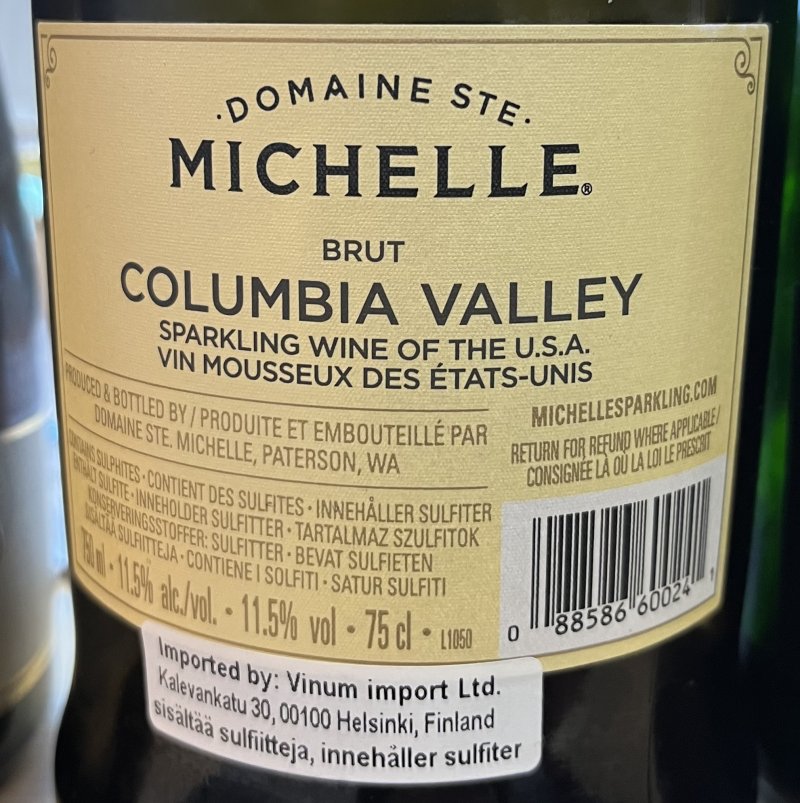 ·DOMAINE STE·
MICHELLE®
BRUT
COLUMBIA VALLEY
SPARKLING WINE OF THE U.S.A.
VIN MOUSSEUX DES ÉTATS-UNIS
PRODUCED & BOTTLED BY / PRODUITE ET EMBOUTEILLÉ PAR
DOMAINE STE. MICHELLE, PATERSON, WA
CONTAINS SULPHITES · CONTIENT DES SULFITES · INNEHÅLLER SULFITER
ENTHÄLT SULFITE · INNEHOLDER SULFITTER · TARTALMAZ SZULFITOK
KONSERVERINGSSTOFFER: SULFITTER · BEVAT SULFIETEN
SISÄLTÄÄ SULFIITTEJA · CONTIENE I SOLFITI · SATUR SULFITI
750 ml · 11.5% alc./vol. · 11.5% vol · 75 cl · L1050
MICHELLESPARKLING.COM
RETURN FOR REFUND WHERE APPLICABLE /
CONSIGNÉE LÀ OÙ LA LOI LE PRESCRIT
0 88586 60024 1
Imported by: Vinum import Ltd.
Kalevankatu 30, 00100 Helsinki, Finland
sisältää sulfiitteja, innehåller sulfiter